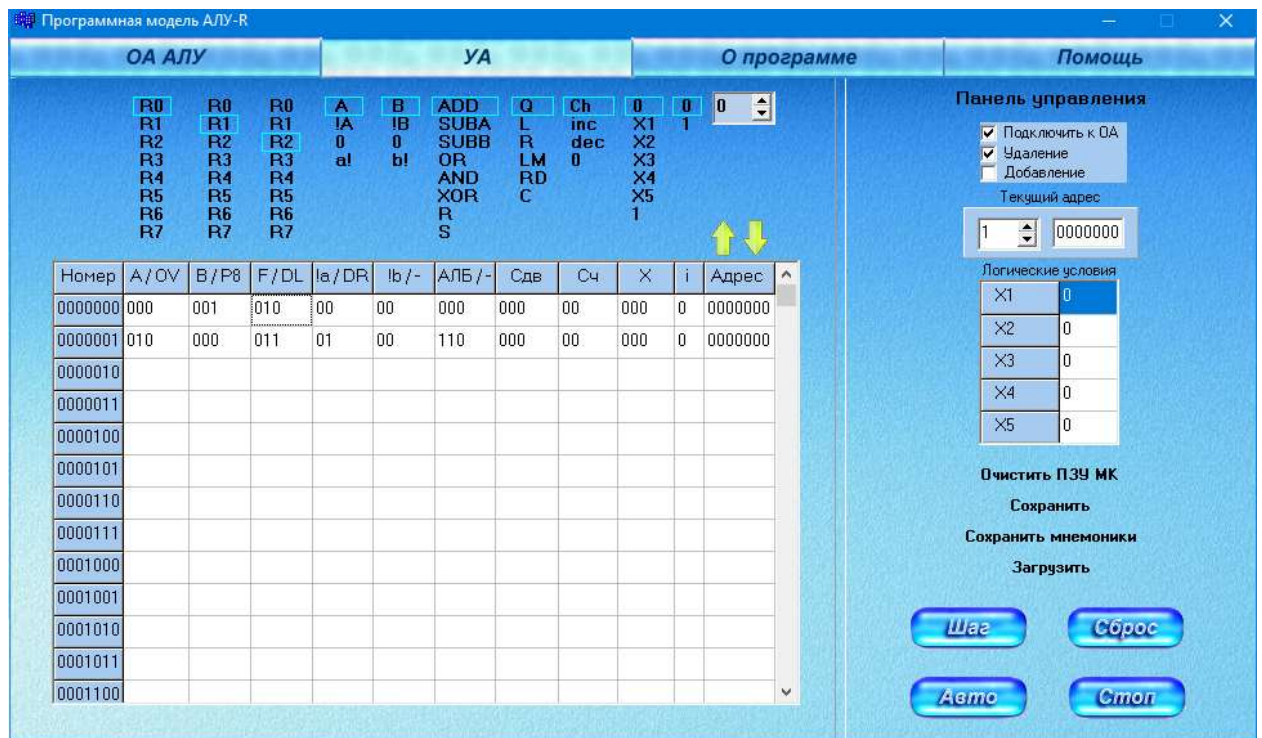 Программная модель АЛУ-R
ОА АЛУ УА О программе Помощь
R0 R0 R0 A B ADD Q Ch 0 0 0
R1 R1 R1 !A !B SUBA L inc X1 1
R2 R2 R2 0 0 SUBB R dec X2
R3 R3 R3 a! b! OR LM 0 X3
R4 R4 R4 AND RD X4
R5 R5 R5 XOR C X5
R6 R6 R6 R 1
R7 R7 R7 S
Номер A/OV B/P8 F/DL !a/DR !b/- АЛБ/- Сдв Сч X i Адрес
0000000 000 001 010 00 00 000 000 00 000 0 0000000
0000001 010 000 011 01 00 110 000 00 000 0 0000000
0000010
0000011
0000100
0000101
0000110
0000111
0001000
0001001
0001010
0001011
0001100
Панель управления
Подключить к ОА
Удаление
Добавление
Текущий адрес
1 0000000
Логические условия
X1 0
X2 0
X3 0
X4 0
X5 0
Очистить ПЗУ МК
Сохранить
Сохранить мнемоники
Загрузить
Шаг Сброс
Авто Стоп